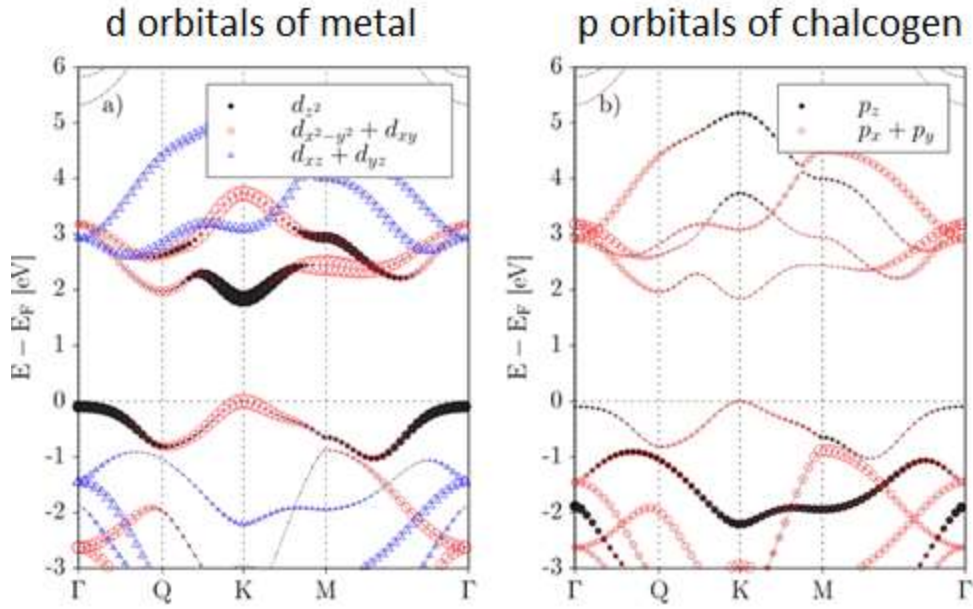 d orbitals of metal
p orbitals of chalcogen
a)
d_{z^2}
d_{x^2-y^2} + d_{xy}
d_{xz} + d_{yz}
E − E_F [eV]
6
5
4
3
2
1
0
-1
-2
-3
Γ Q K M Γ
b)
p_z
p_x + p_y
E − E_F [eV]
6
5
4
3
2
1
0
-1
-2
-3
Γ Q K M Γ